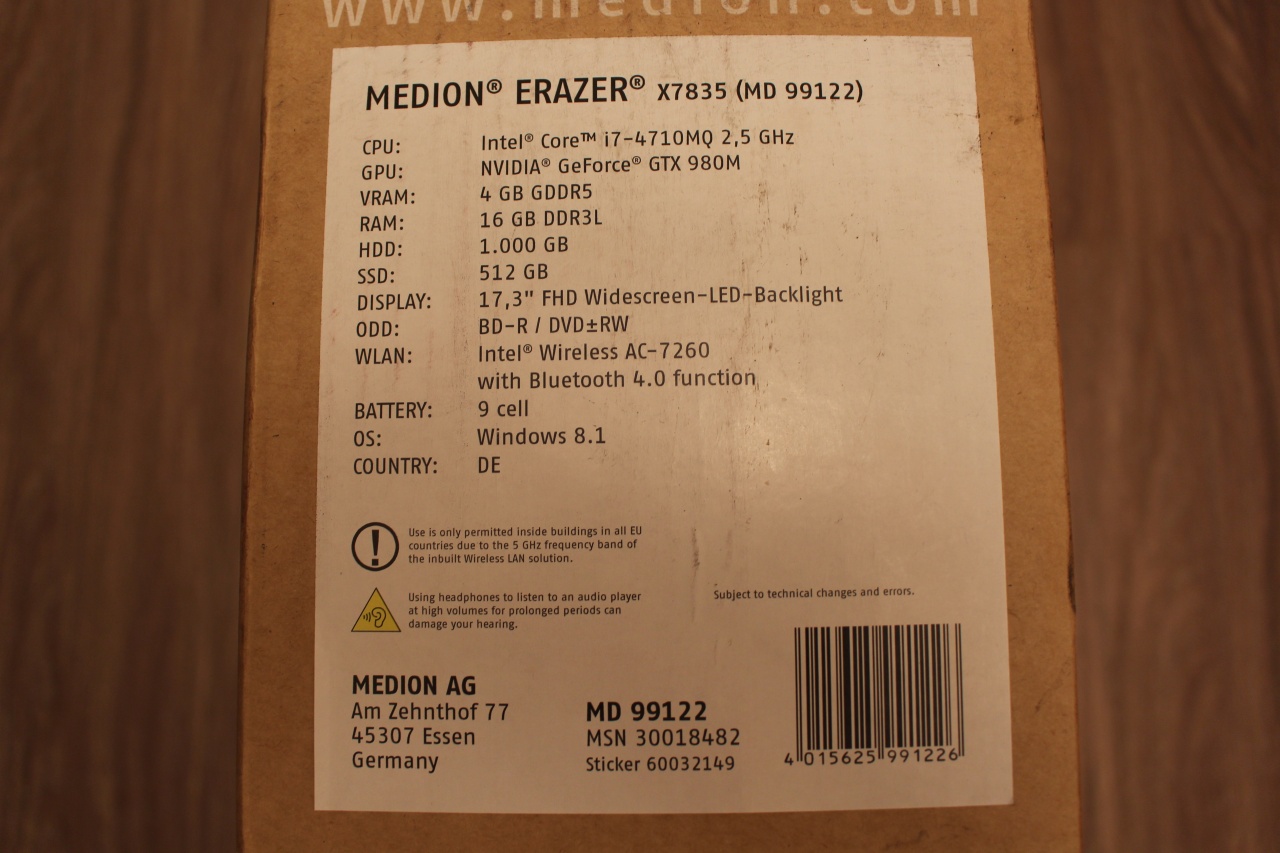 www.medion.com
MEDION® ERAZER® X7835 (MD 99122)
CPU: Intel® Core™ i7-4710MQ 2,5 GHz
GPU: NVIDIA® GeForce® GTX 980M
VRAM: 4 GB GDDR5
RAM: 16 GB DDR3L
HDD: 1.000 GB
SSD: 512 GB
DISPLAY: 17,3" FHD Widescreen-LED-Backlight
ODD: BD-R / DVD±RW
WLAN: Intel® Wireless AC-7260
with Bluetooth 4.0 function
BATTERY: 9 cell
OS: Windows 8.1
COUNTRY: DE
Use is only permitted inside buildings in all EU
countries due to the 5 GHz frequency band of
the inbuilt Wireless LAN solution.
Using headphones to listen to an audio player
at high volumes for prolonged periods can
damage your hearing.
Subject to technical changes and errors.
MEDION AG
Am Zehnthof 77
45307 Essen
Germany
MD 99122
MSN 30018482
Sticker 60032149
4 015625 991226